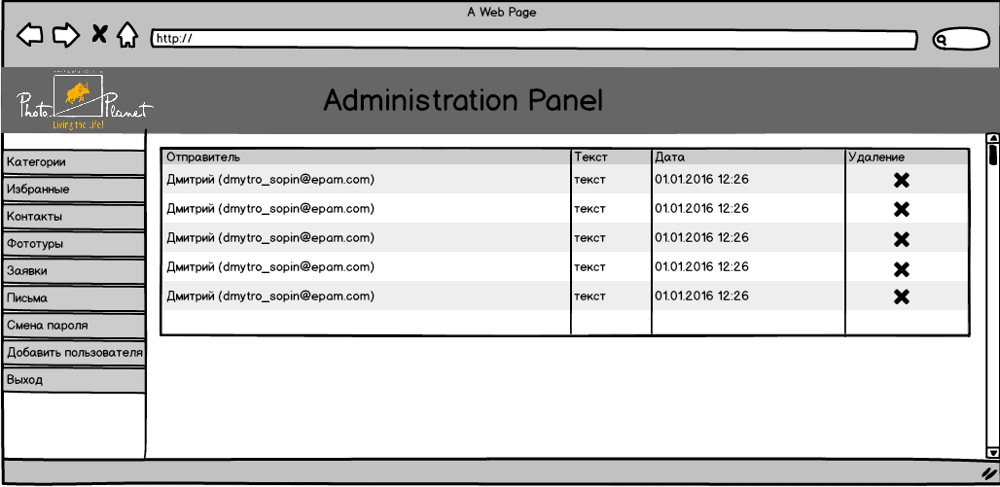 A Web Page
http://
Photo Planet
Living the Life!
Administration Panel
Категории
Избранные
Контакты
Фототуры
Заявки
Письма
Смена пароля
Добавить пользователя
Выход
Отправитель Текст Дата Удаление
Дмитрий (dmytro_sopin@epam.com) текст 01.01.2016 12:26
Дмитрий (dmytro_sopin@epam.com) текст 01.01.2016 12:26
Дмитрий (dmytro_sopin@epam.com) текст 01.01.2016 12:26
Дмитрий (dmytro_sopin@epam.com) текст 01.01.2016 12:26
Дмитрий (dmytro_sopin@epam.com) текст 01.01.2016 12:26